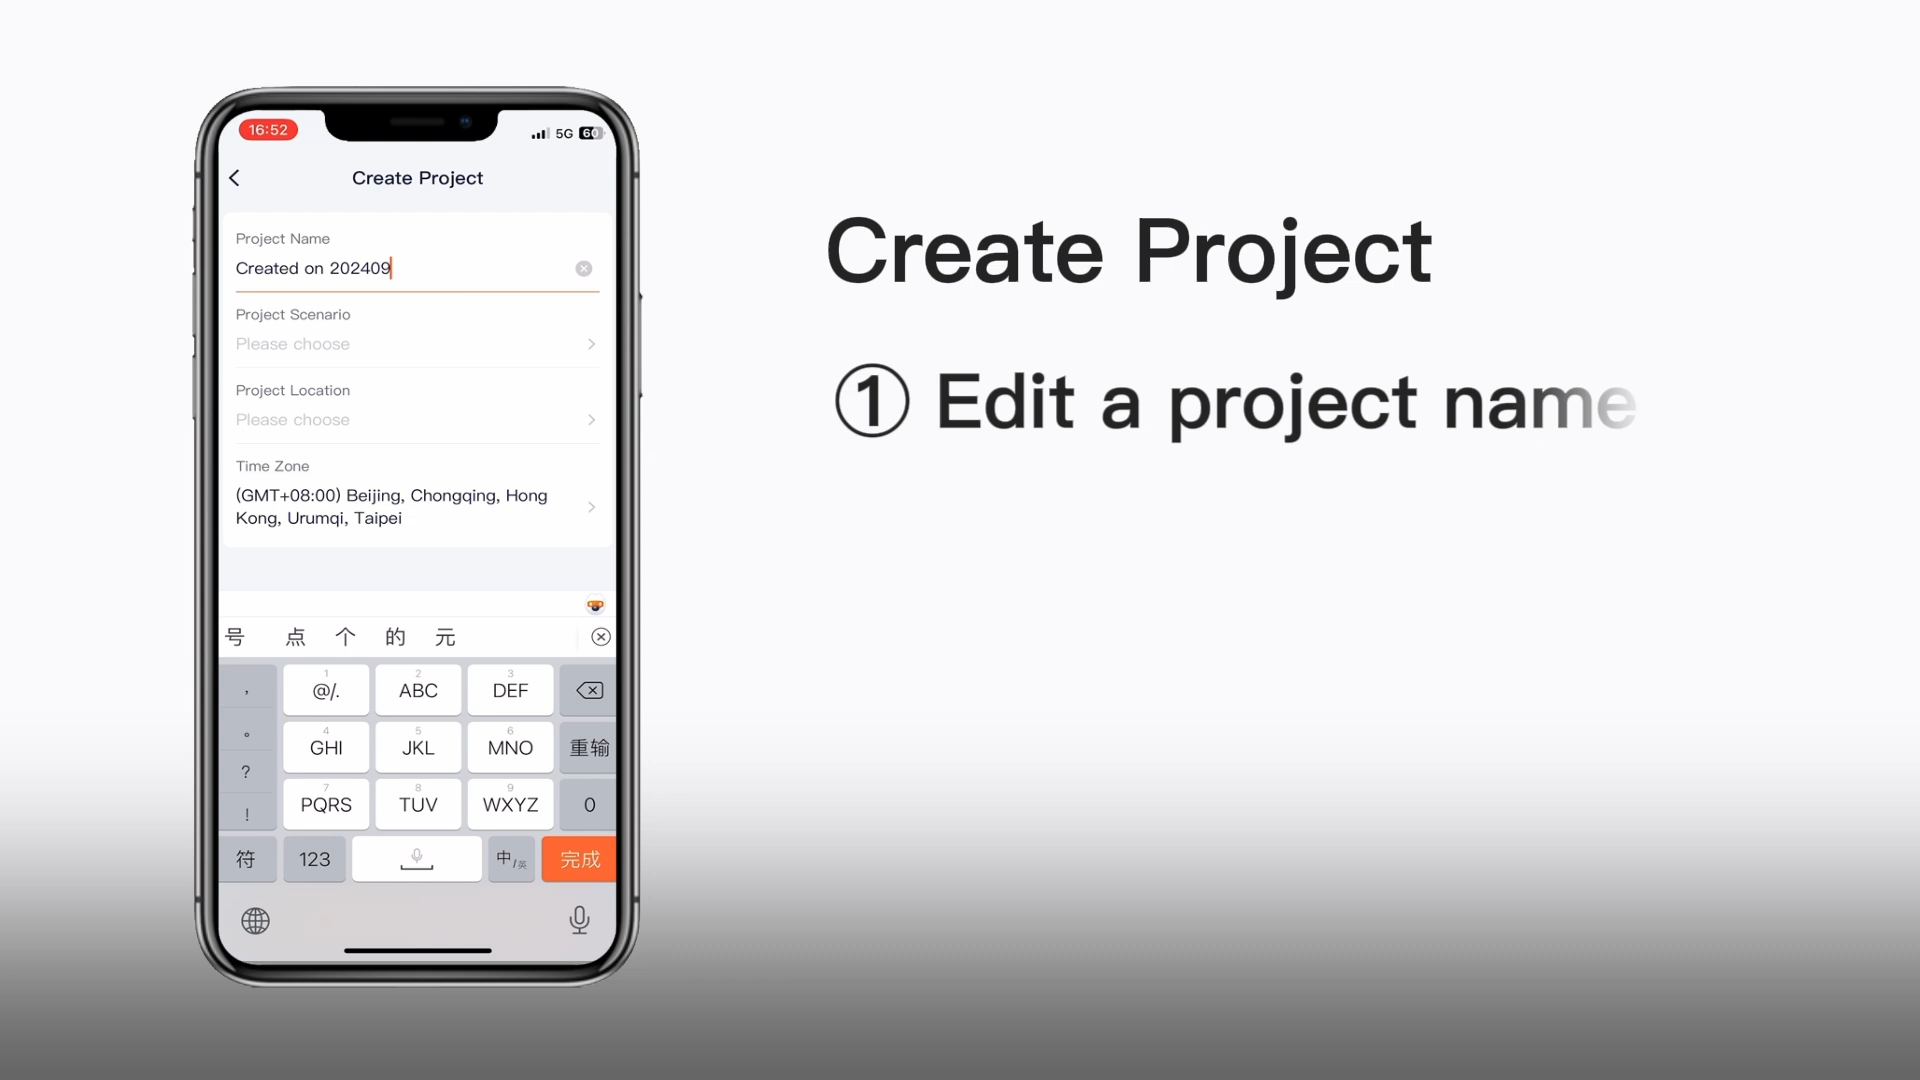 16:52
5G 60
Create Project
Project Name
Created on 202409
Project Scenario
Please choose
Project Location
Please choose
Time Zone
(GMT+08:00) Beijing, Chongqing, Hong
Kong, Urumqi, Taipei
号 点 个 的 元
, 1 @/. 2 ABC 3 DEF
。 4 GHI 5 JKL 6 MNO 重输
?
! 7 PQRS 8 TUV 9 WXYZ 0
符 123 中/英 完成
Create Project
① Edit a project name